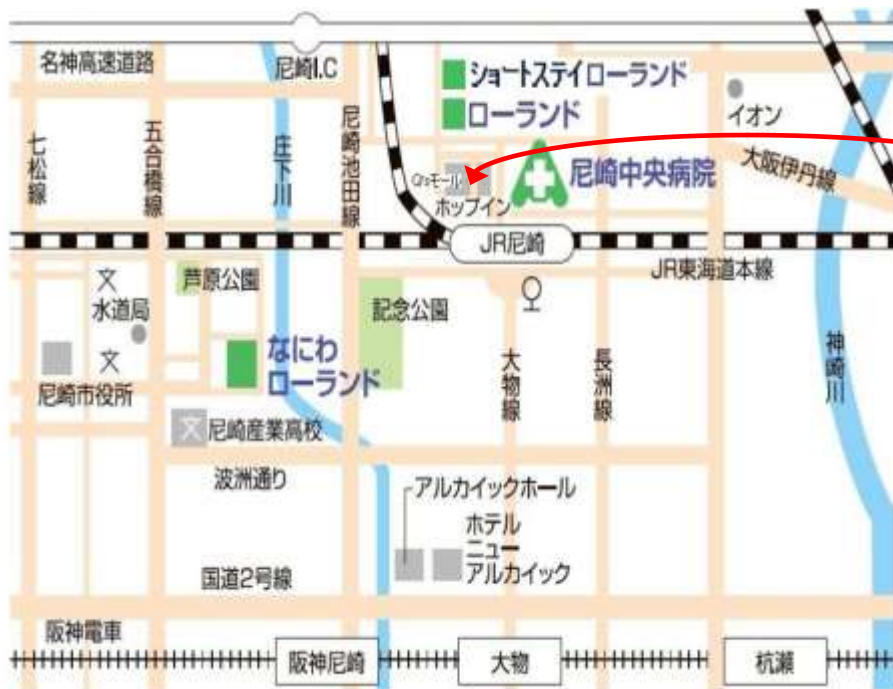 名神高速道路
尼崎I.C
ショートステイローランド
ローランド
イオン
七松線
五合橋線
庄下川
尼崎池田線
Q'sモール
ホップイン
尼崎中央病院
大阪伊丹線
JR尼崎
JR東海道本線
文
水道局
文
芦原公園
記念公園
尼崎市役所
なにわ
ローランド
大物線
長洲線
神崎川
文
尼崎産業高校
波洲通り
アルカイックホール
ホテル
ニュー
アルカイック
国道2号線
阪神電車
阪神尼崎
大物
杭瀬